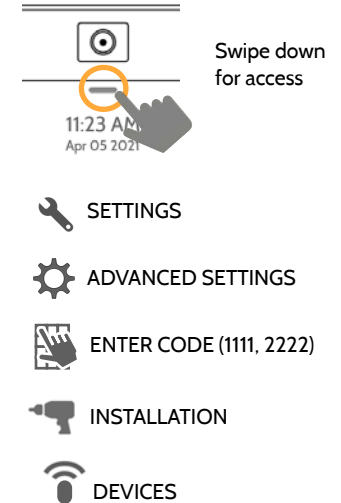 Swipe down
for access
11:23 AM
Apr 05 2021
SETTINGS
ADVANCED SETTINGS
ENTER CODE (1111, 2222)
INSTALLATION
DEVICES